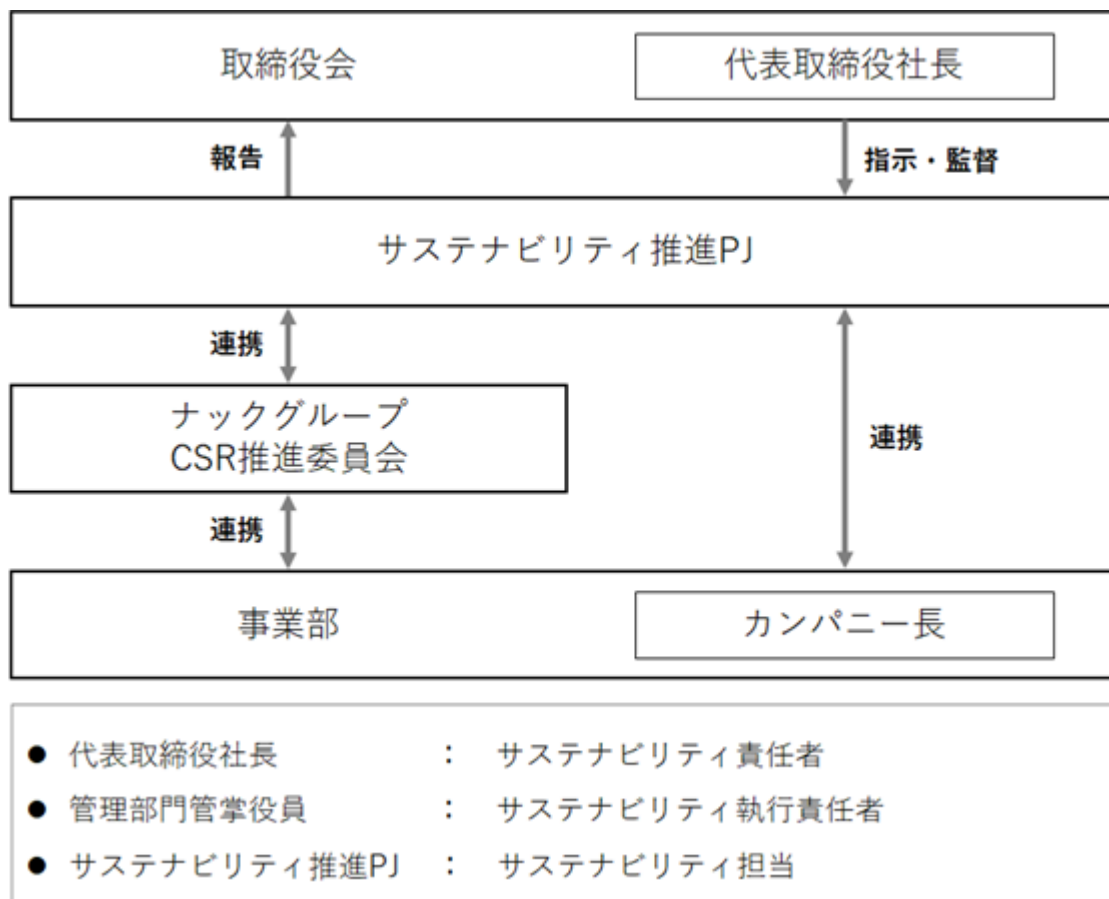 取締役会
代表取締役社長
報告
指示・監督
サステナビリティ推進PJ
連携
ナックグループ
CSR推進委員会
連携
連携
事業部
カンパニー長
● 代表取締役社長 ： サステナビリティ責任者
● 管理部門管掌役員 ： サステナビリティ執行責任者
● サステナビリティ推進PJ ： サステナビリティ担当